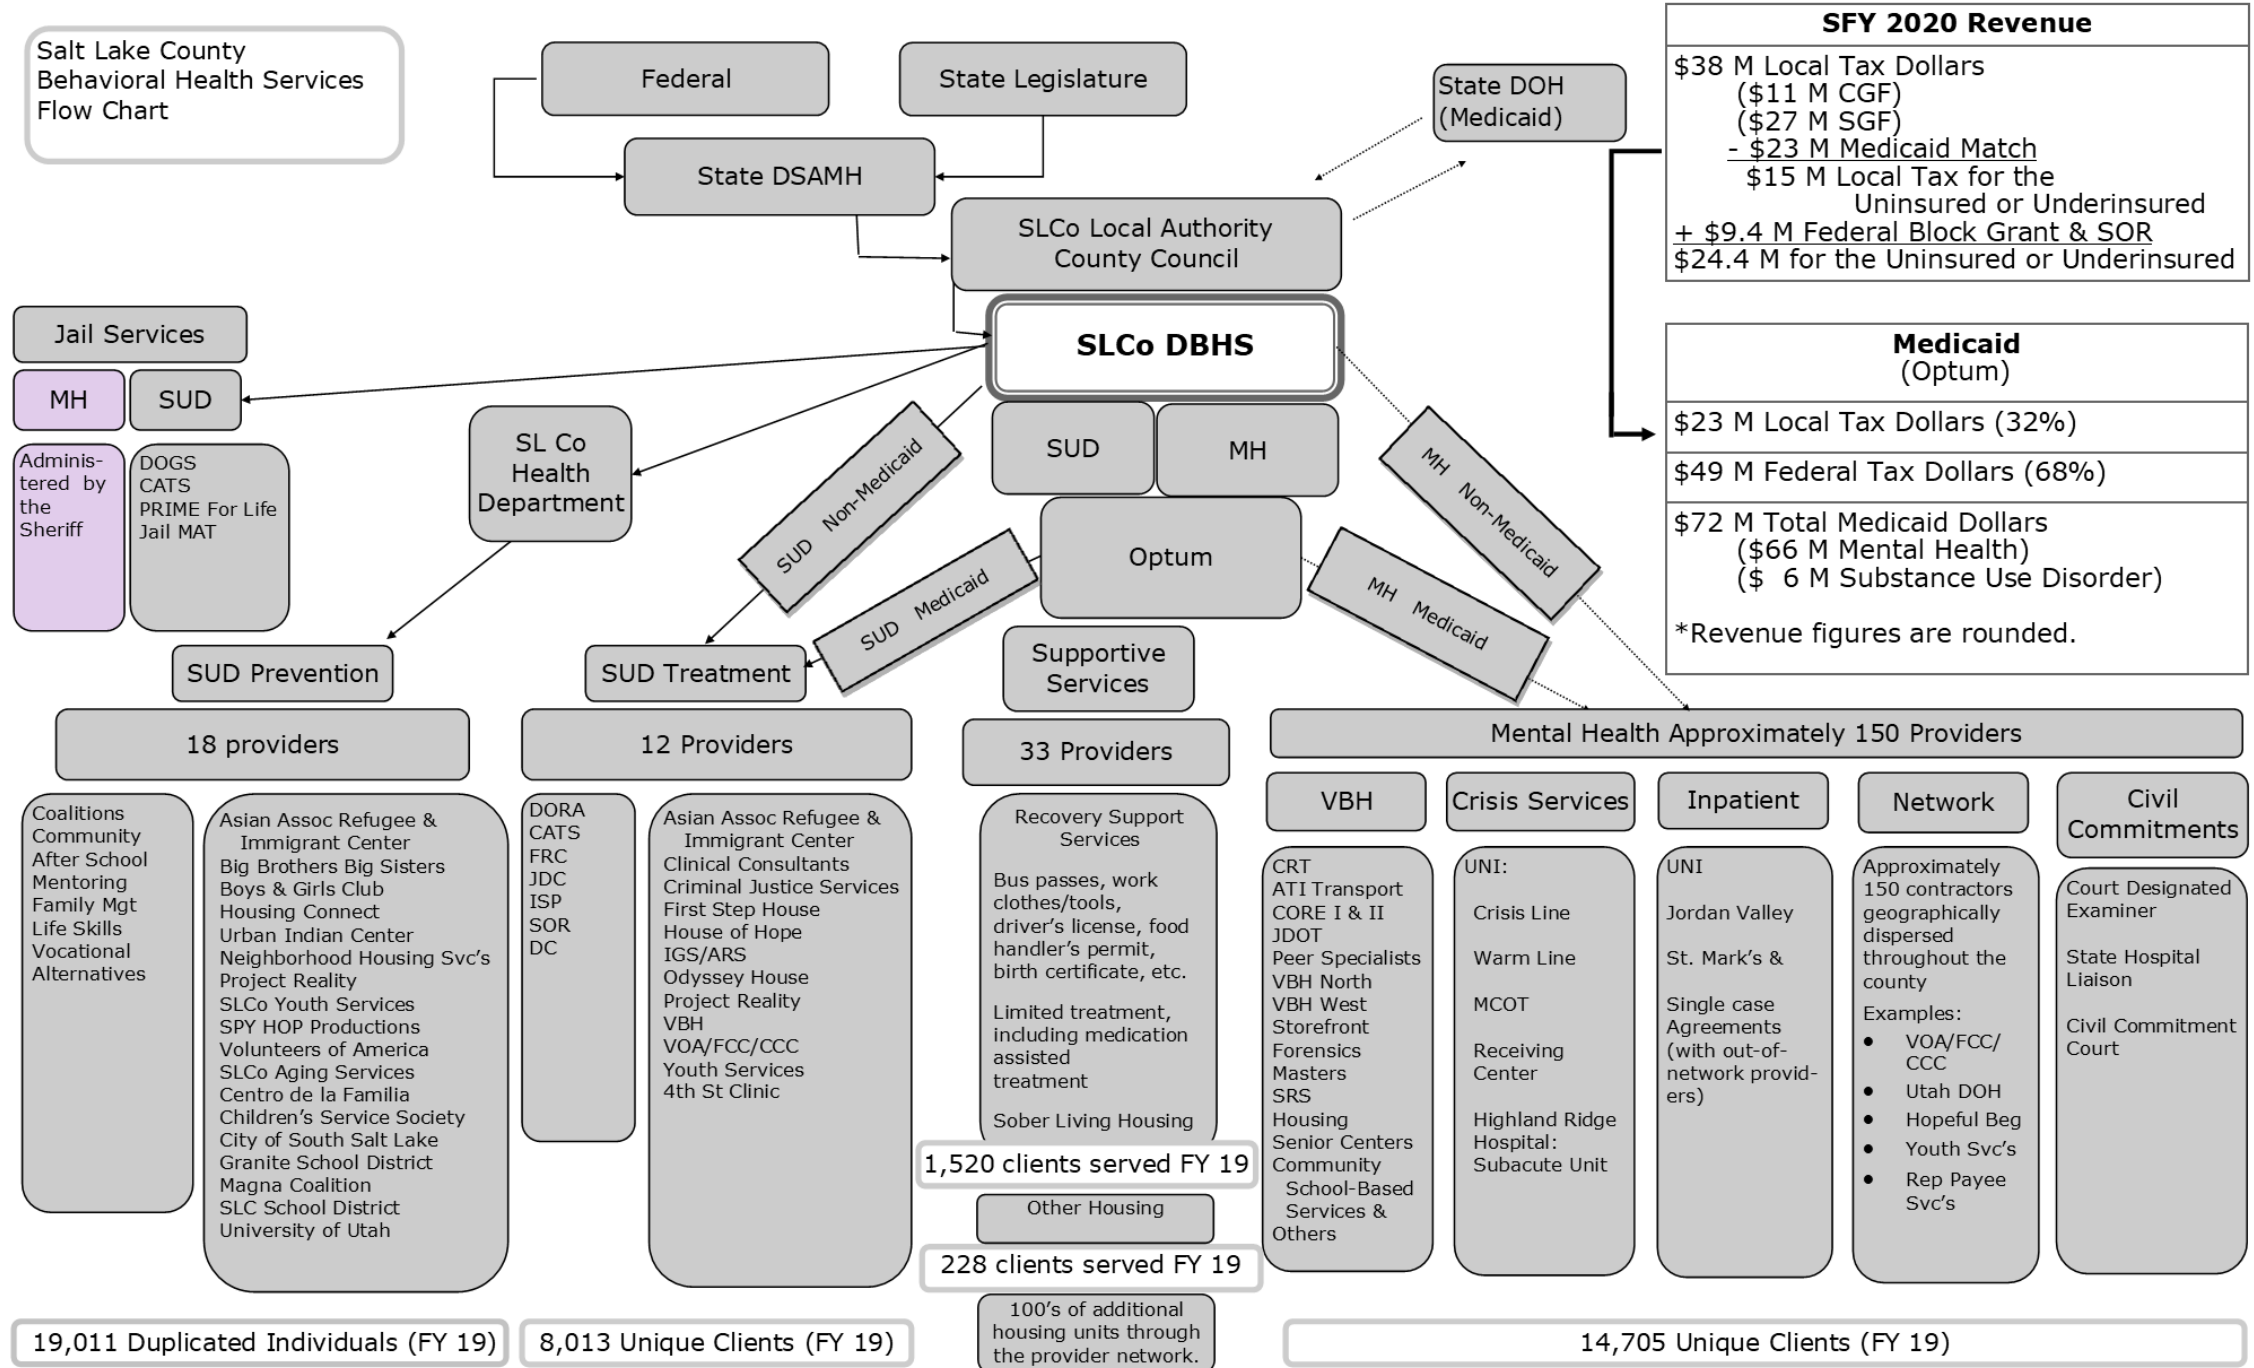 Salt Lake County
Behavioral Health Services
Flow Chart
Federal
State Legislature
State DOH
(Medicaid)
State DSAMH
SLCo Local Authority
County Council
SFY 2020 Revenue
$38 M Local Tax Dollars
($11 M CGF)
($27 M SGF)
- $23 M Medicaid Match
$15 M Local Tax for the
Uninsured or Underinsured
+ $9.4 M Federal Block Grant & SOR
$24.4 M for the Uninsured or Underinsured
Medicaid
(Optum)
$23 M Local Tax Dollars (32%)
$49 M Federal Tax Dollars (68%)
$72 M Total Medicaid Dollars
($66 M Mental Health)
($ 6 M Substance Use Disorder)
*Revenue figures are rounded.
SLCo DBHS
Jail Services
MH
SUD
Adminis-
tered by
the
Sheriff
DOGS
CATS
PRIME For Life
Jail MAT
SL Co
Health
Department
SUD Non-Medicaid
SUD Medicaid
SUD
MH
Optum
MH Non-Medicaid
MH Medicaid
SUD Prevention
18 providers
Coalitions
Community
After School
Mentoring
Family Mgt
Life Skills
Vocational
Alternatives
Asian Assoc Refugee &
Immigrant Center
Big Brothers Big Sisters
Boys & Girls Club
Housing Connect
Urban Indian Center
Neighborhood Housing Svc’s
Project Reality
SLCo Youth Services
SPY HOP Productions
Volunteers of America
SLCo Aging Services
Centro de la Familia
Children’s Service Society
City of South Salt Lake
Granite School District
Magna Coalition
SLC School District
University of Utah
19,011 Duplicated Individuals (FY 19)
SUD Treatment
12 Providers
DORA
CATS
FRC
JDC
ISP
SOR
DC
Asian Assoc Refugee &
Immigrant Center
Clinical Consultants
Criminal Justice Services
First Step House
House of Hope
IGS/ARS
Odyssey House
Project Reality
VBH
VOA/FCC/CCC
Youth Services
4th St Clinic
8,013 Unique Clients (FY 19)
Supportive
Services
33 Providers
Recovery Support
Services
Bus passes, work
clothes/tools,
driver’s license, food
handler’s permit,
birth certificate, etc.
Limited treatment,
including medication
assisted
treatment
Sober Living Housing
1,520 clients served FY 19
Other Housing
228 clients served FY 19
100’s of additional
housing units through
the provider network.
Mental Health Approximately 150 Providers
VBH
CRT
ATI Transport
CORE I & II
JDOT
Peer Specialists
VBH North
VBH West
Storefront
Forensics
Masters
SRS
Housing
Senior Centers
Community
School-Based
Services &
Others
Crisis Services
UNI:
Crisis Line
Warm Line
MCOT
Receiving
Center
Highland Ridge
Hospital:
Subacute Unit
Inpatient
UNI
Jordan Valley
St. Mark’s &
Single case
Agreements
(with out-of-
network provid-
ers)
Network
Approximately
150 contractors
geographically
dispersed
throughout the
county
Examples:
• VOA/FCC/
CCC
• Utah DOH
• Hopeful Beg
• Youth Svc’s
• Rep Payee
Svc’s
Civil
Commitments
Court Designated
Examiner
State Hospital
Liaison
Civil Commitment
Court
14,705 Unique Clients (FY 19)